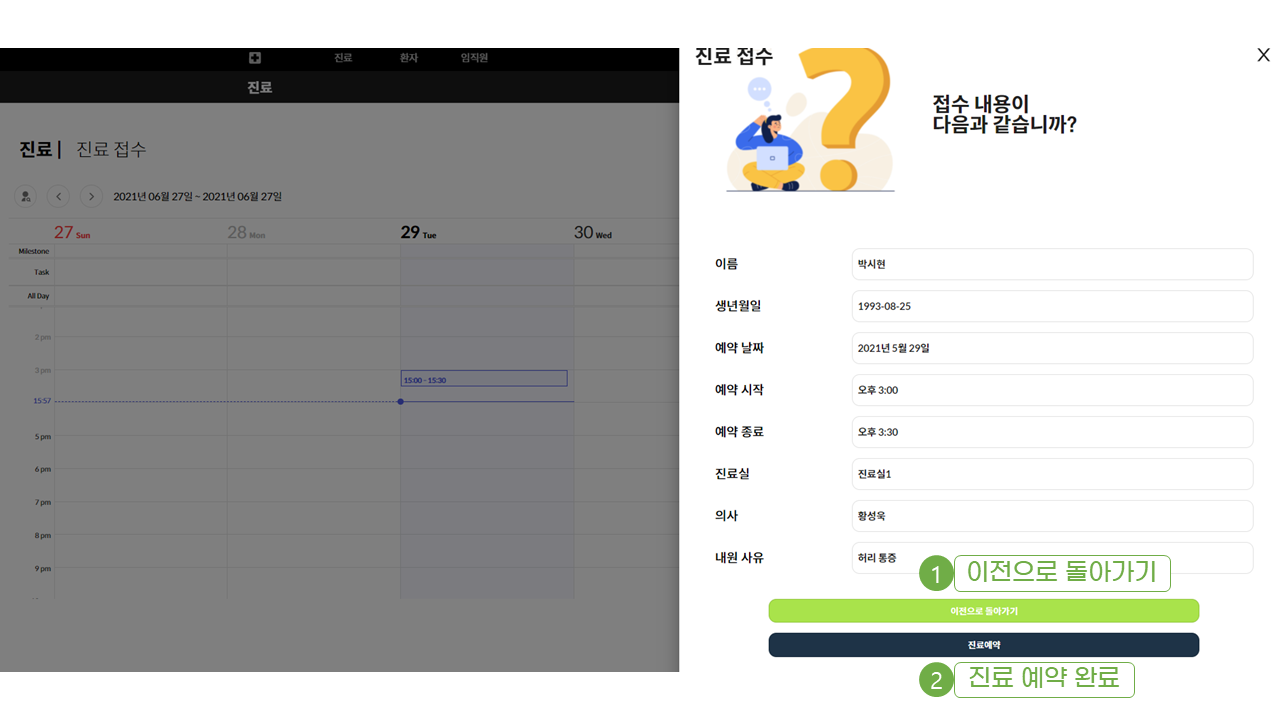 진료 환자 임직원
진료
진료 | 진료 접수
2021년 06월 27일 ~ 2021년 06월 27일
27 Sun 28 Mon 29 Tue 30 Wed
Milestone
Task
All Day
2 pm
3 pm
15:00 - 15:30
15:57
5 pm
6 pm
7 pm
8 pm
9 pm
진료 접수 X
접수 내용이
다음과 같습니까?
이름 박시현
생년월일 1993-08-25
예약 날짜 2021년 5월 29일
예약 시작 오후 3:00
예약 종료 오후 3:30
진료실 진료실1
의사 황성욱
내원 사유 허리 통증
1 이전으로 돌아가기
이전으로 돌아가기
진료예약
2 진료 예약 완료